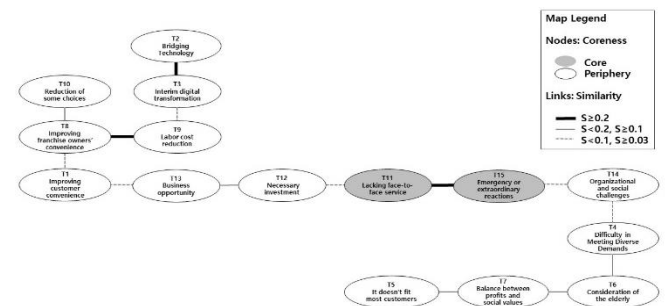 Map Legend
Nodes: Coreness
Core
Periphery
Links: Similarity
S≥0.2
S<0.2, S≥0.1
S<0.1, S≥0.03
T2
Bridging
Technology
T3
Interim digital
transformation
T10
Reduction of
some choices
T8
Improving
franchise owners'
convenience
T9
Labor cost
reduction
T1
Improving
customer
convenience
T13
Business
opportunity
T12
Necessary
investment
T11
Lacking face-to-
face service
T15
Emergency or
extraordinary
reactions
T14
Organizational
and social
challenges
T4
Difficulty in
Meeting Diverse
Demands
T5
It doesn't fit
most customers
T7
Balance between
profits and
social values
T6
Consideration of
the elderly